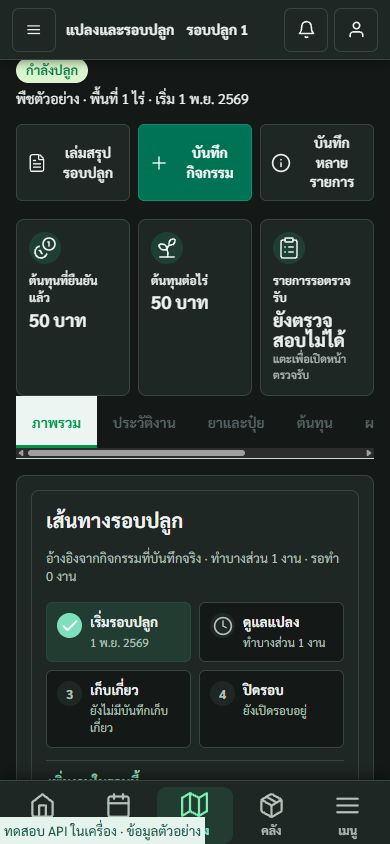 แปลงและรอบปลูก รอบปลูก 1
กำลังปลูก
พืชตัวอย่าง · พื้นที่ 1 ไร่ · เริ่ม 1 พ.ย. 2569
เล่มสรุป
รอบปลูก
บันทึก
กิจกรรม
บันทึก
หลาย
รายการ
ต้นทุนที่ยืนยัน
แล้ว
50 บาท
ต้นทุนต่อไร่
50 บาท
รายการรอตรวจ
รับ
ยังตรวจ
สอบไม่ได้
แตะเพื่อเปิดหน้า
ตรวจรับ
ภาพรวม ประวัติงาน ยาและปุ๋ย ต้นทุน ผ
เส้นทางรอบปลูก
อ้างอิงจากกิจกรรมที่บันทึกจริง · ทำบางส่วน 1 งาน · รอทำ
0 งาน
เริ่มรอบปลูก
1 พ.ย. 2569
ดูแลแปลง
ทำบางส่วน 1 งาน
3 เก็บเกี่ยว
ยังไม่มีบันทึกเก็บ
เกี่ยว
4 ปิดรอบ
ยังเปิดรอบอยู่
คลัง เมนู
ทดสอบ API ในเครื่อง · ข้อมูลตัวอย่าง